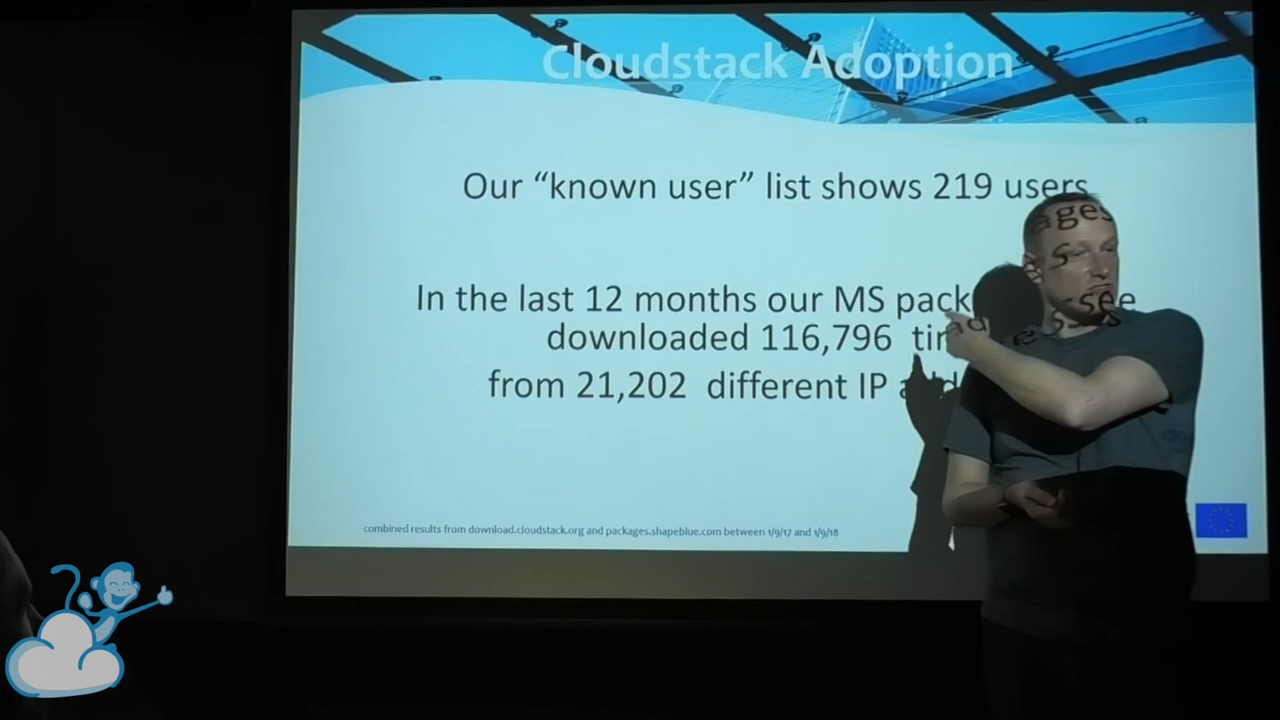 Cloudstack Adoption
Our “known user” list shows 219 users
In the last 12 months our MS pack
downloaded 116,796 tim
from 21,202 different IP
combined results from download.cloudstack.org and packages.shapeblue.com between 1/9/17 and 1/9/18